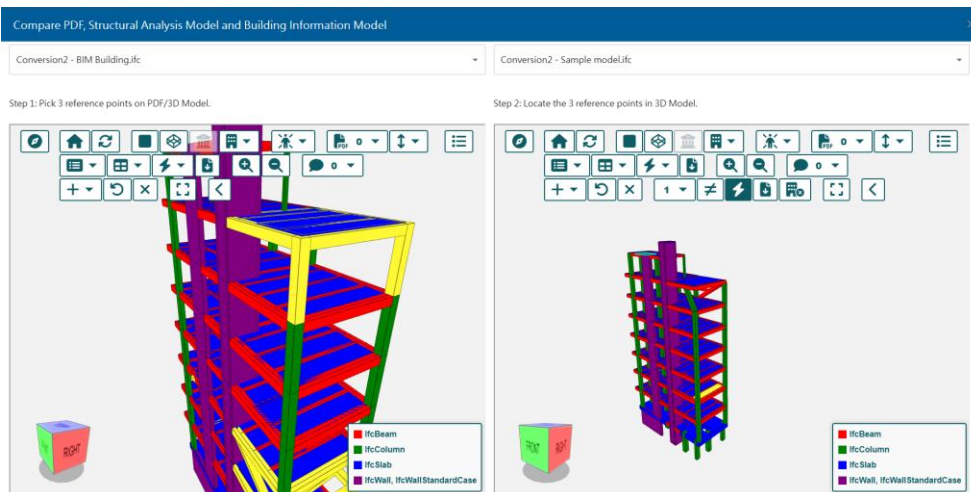 Compare PDF, Structural Analysis Model and Building Information Model
Conversion2 - BIM Building.ifc
Conversion2 - Sample model.ifc
Step 1: Pick 3 reference points on PDF/3D Model.
Step 2: Locate the 3 reference points in 3D Model.
PDF 0
0
RIGHT
IfcBeam
IfcColumn
IfcSlab
IfcWall, IfcWallStandardCase
PDF 0
0
1
FRONT
RIGHT
IfcBeam
IfcColumn
IfcSlab
IfcWall, IfcWallStandardCase